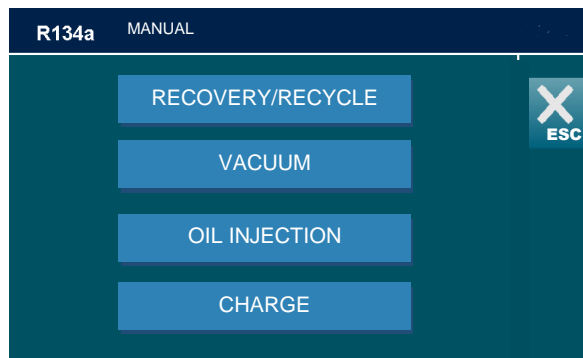 R134a MANUAL
RECOVERY/RECYCLE
ESC
VACUUM
OIL INJECTION
CHARGE